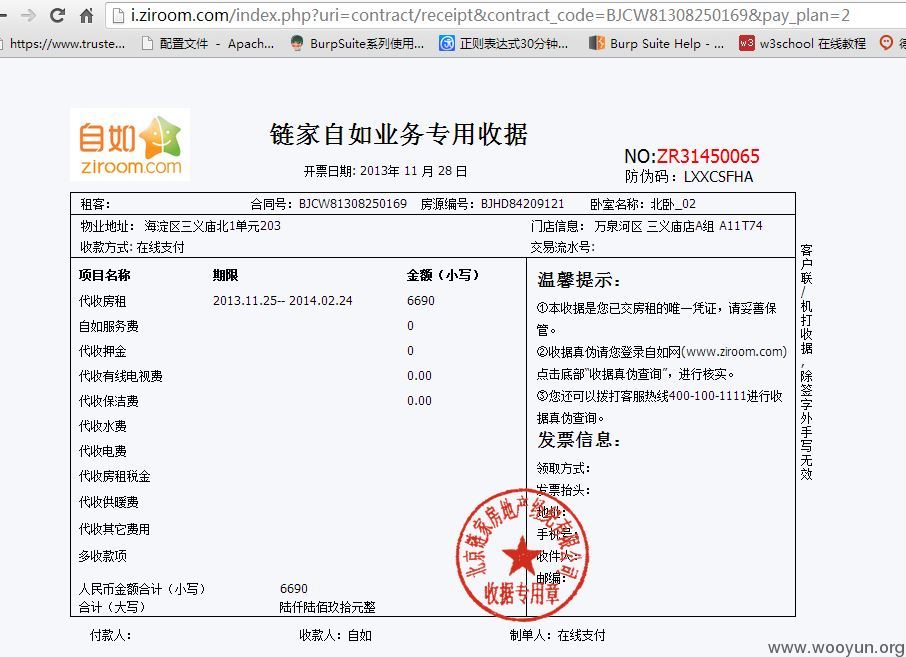 i.ziroom.com/index.php?uri=contract/receipt&contract_code=BJCW81308250169&pay_plan=2
https://www.truste... 配置文件 - Apach... BurpSuite系列使用... 正则表达式30分钟... Burp Suite Help - ... w3school 在线教程
自如
ziroom.com
链家自如业务专用收据
开票日期: 2013年 11 月 28 日
NO:ZR31450065
防伪码：LXXCSFHA
租客： 合同号：BJCW81308250169 房源编号：BJHD84209121 卧室名称：北卧_02
物业地址： 海淀区三义庙北1单元203 门店信息： 万泉河区 三义庙店A组 A11T74
收款方式: 在线支付 交易流水号:
项目名称 期限 金额（小写）
代收房租 2013.11.25-- 2014.02.24 6690
自如服务费 0
代收押金 0
代收有线电视费 0.00
代收保洁费 0.00
代收水费
代收电费
代收房租税金
代收供暖费
代收其它费用
多收款项
人民币金额合计（小写） 6690
合计（大写） 陆仟陆佰玖拾元整
温馨提示：
①本收据是您已交房租的唯一凭证，请妥善保
管。
②收据真伪请您登录自如网(www.ziroom.com)
点击底部"收据真伪查询"，进行核实。
③您还可以拨打客服热线400-100-1111进行收
据真伪查询。
发票信息：
领取方式：
发票抬头：
地址：
手机号：
收件人：
邮编：
北京链家房地产经纪有限公司
收据专用章
客户联/机打收据,除签字外手写无效
付款人： 收款人：自如 制单人：在线支付
www.wooyun.org